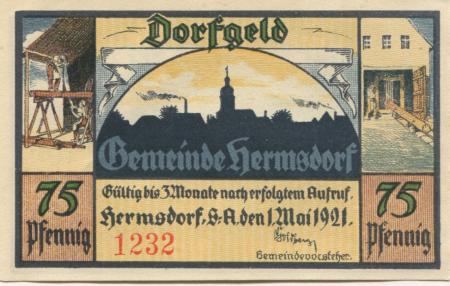 Dorfgeld
Gemeinde Hermsdorf
75 Pfennig
75 Pfennig
Gültig bis 3 Monate nach erfolgtem Aufruf.
Hermsdorf, S-A. den 1. Mai 1921.
1232
Gemeindevorsteher.